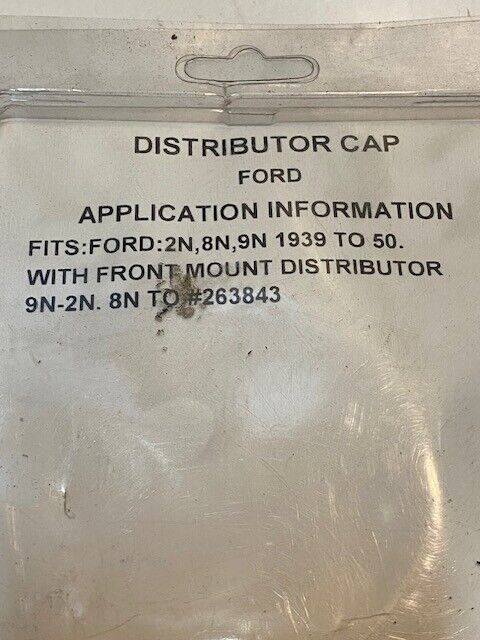 DISTRIBUTOR CAP
FORD
APPLICATION INFORMATION
FITS:FORD:2N,8N,9N 1939 TO 50.
WITH FRONT MOUNT DISTRIBUTOR
9N-2N. 8N TO #263843